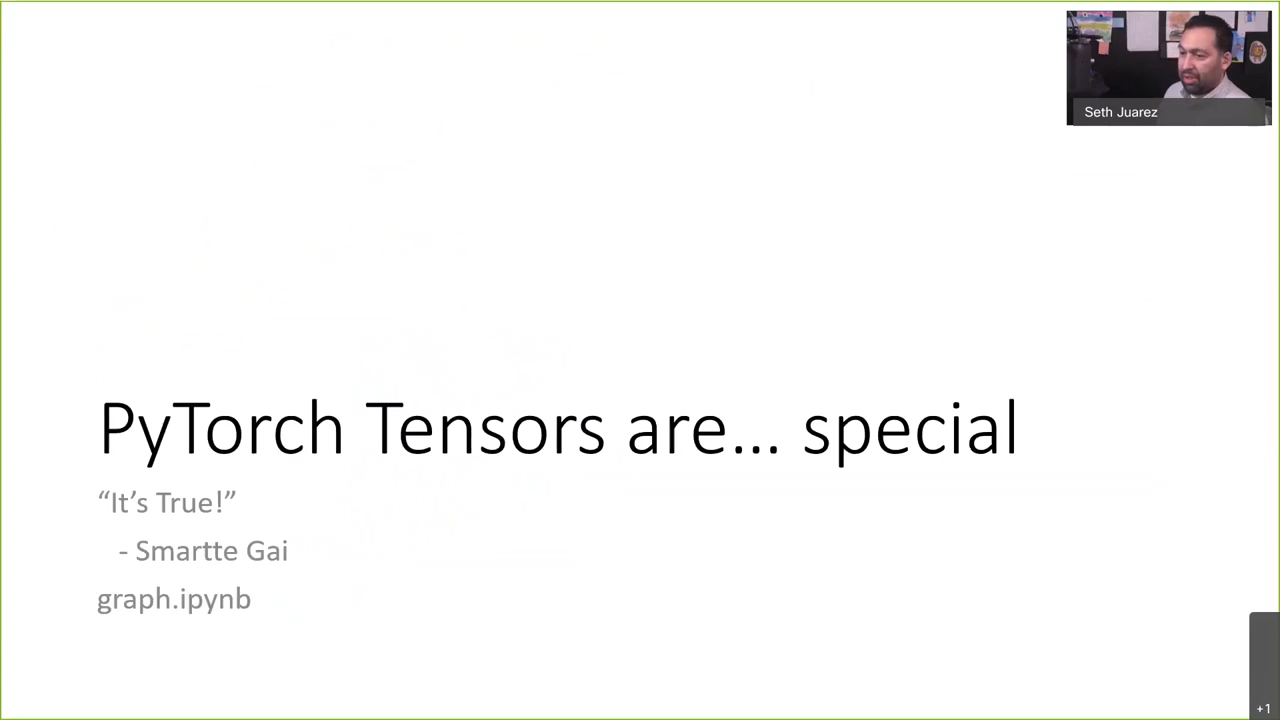 Seth Juarez
PyTorch Tensors are... special
“It’s True!”
- Smartte Gai
graph.ipynb
+1